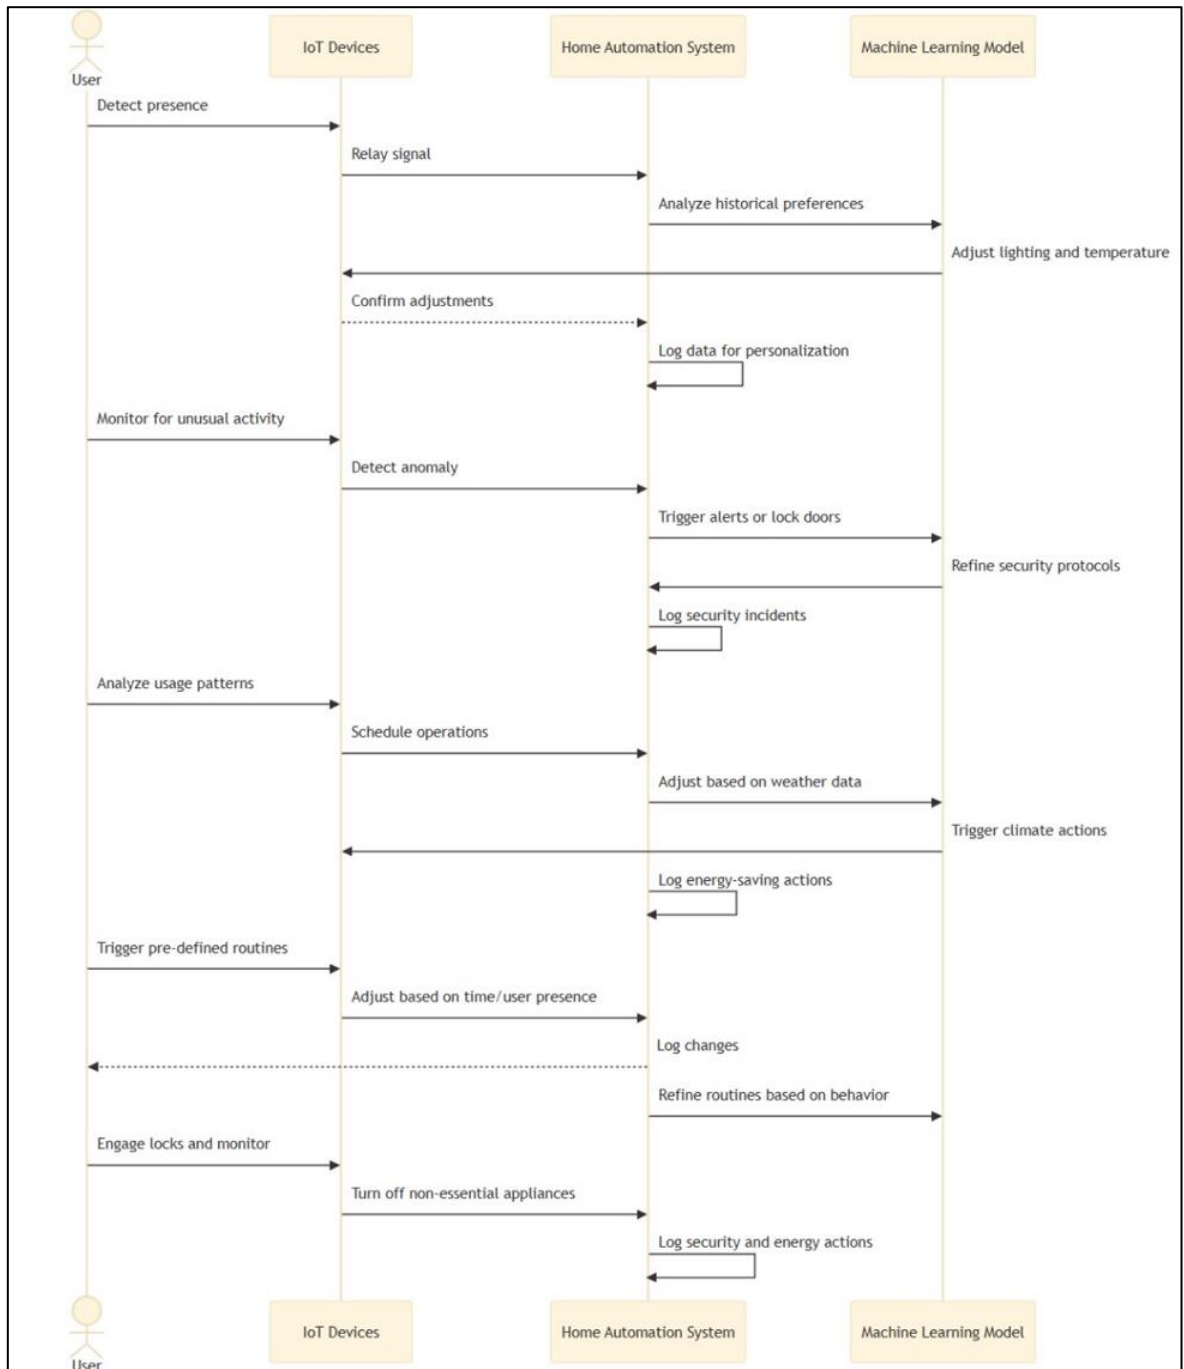 IoT Devices
Home Automation System
Machine Learning Model
User
Detect presence
Relay signal
Analyze historical preferences
Adjust lighting and temperature
Confirm adjustments
Log data for personalization
Monitor for unusual activity
Detect anomaly
Trigger alerts or lock doors
Refine security protocols
Log security incidents
Analyze usage patterns
Schedule operations
Adjust based on weather data
Trigger climate actions
Log energy-saving actions
Trigger pre-defined routines
Adjust based on time/user presence
Log changes
Refine routines based on behavior
Engage locks and monitor
Turn off non-essential appliances
Log security and energy actions
IoT Devices
Home Automation System
Machine Learning Model
User